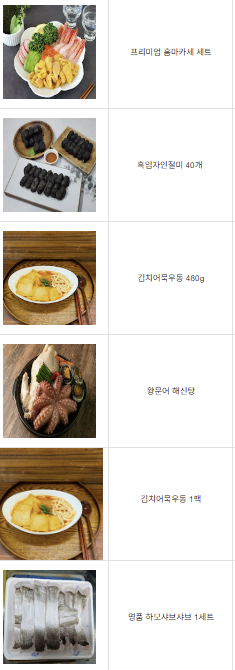 프리미엄 홈마카세 세트
흑임자인절미 40개
김치어묵우동 480g
왕문어 해신탕
김치어묵우동 1팩
명품 하모샤브샤브 1세트